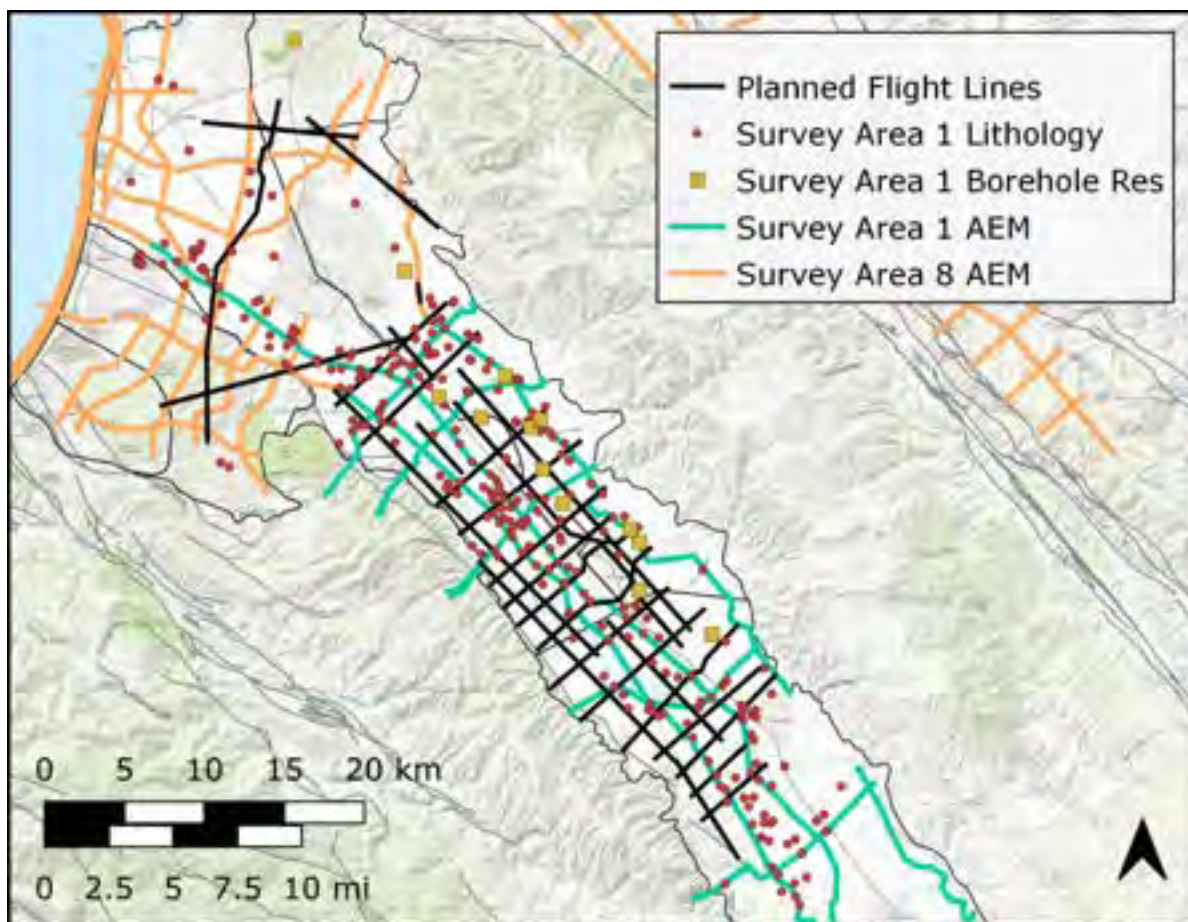 Planned Flight Lines
Survey Area 1 Lithology
Survey Area 1 Borehole Res
Survey Area 1 AEM
Survey Area 8 AEM
0 5 10 15 20 km
0 2.5 5 7.5 10 mi